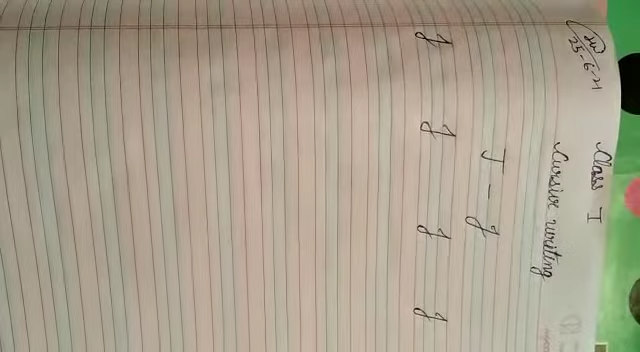 Class I
Cursive writing
25-6-21
J - J
J J J J